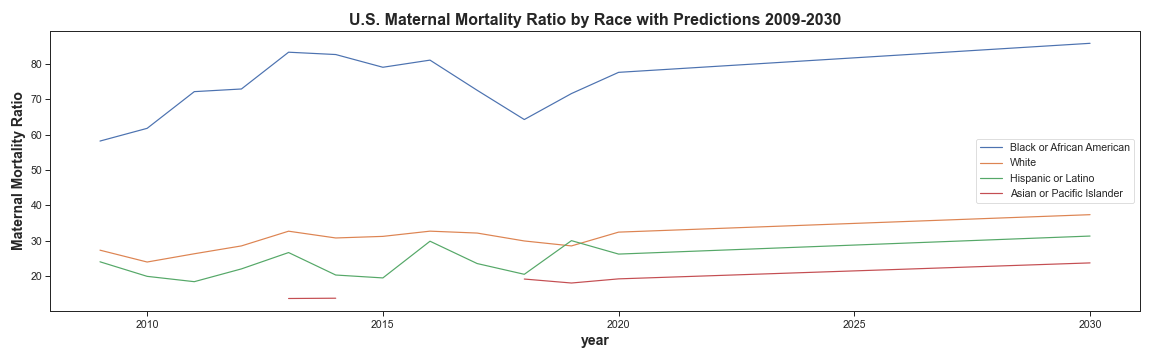 U.S. Maternal Mortality Ratio by Race with Predictions 2009-2030
Maternal Mortality Ratio
80
70
60
50
40
30
20
Black or African American
White
Hispanic or Latino
Asian or Pacific Islander
2010 2015 2020 2025 2030
year